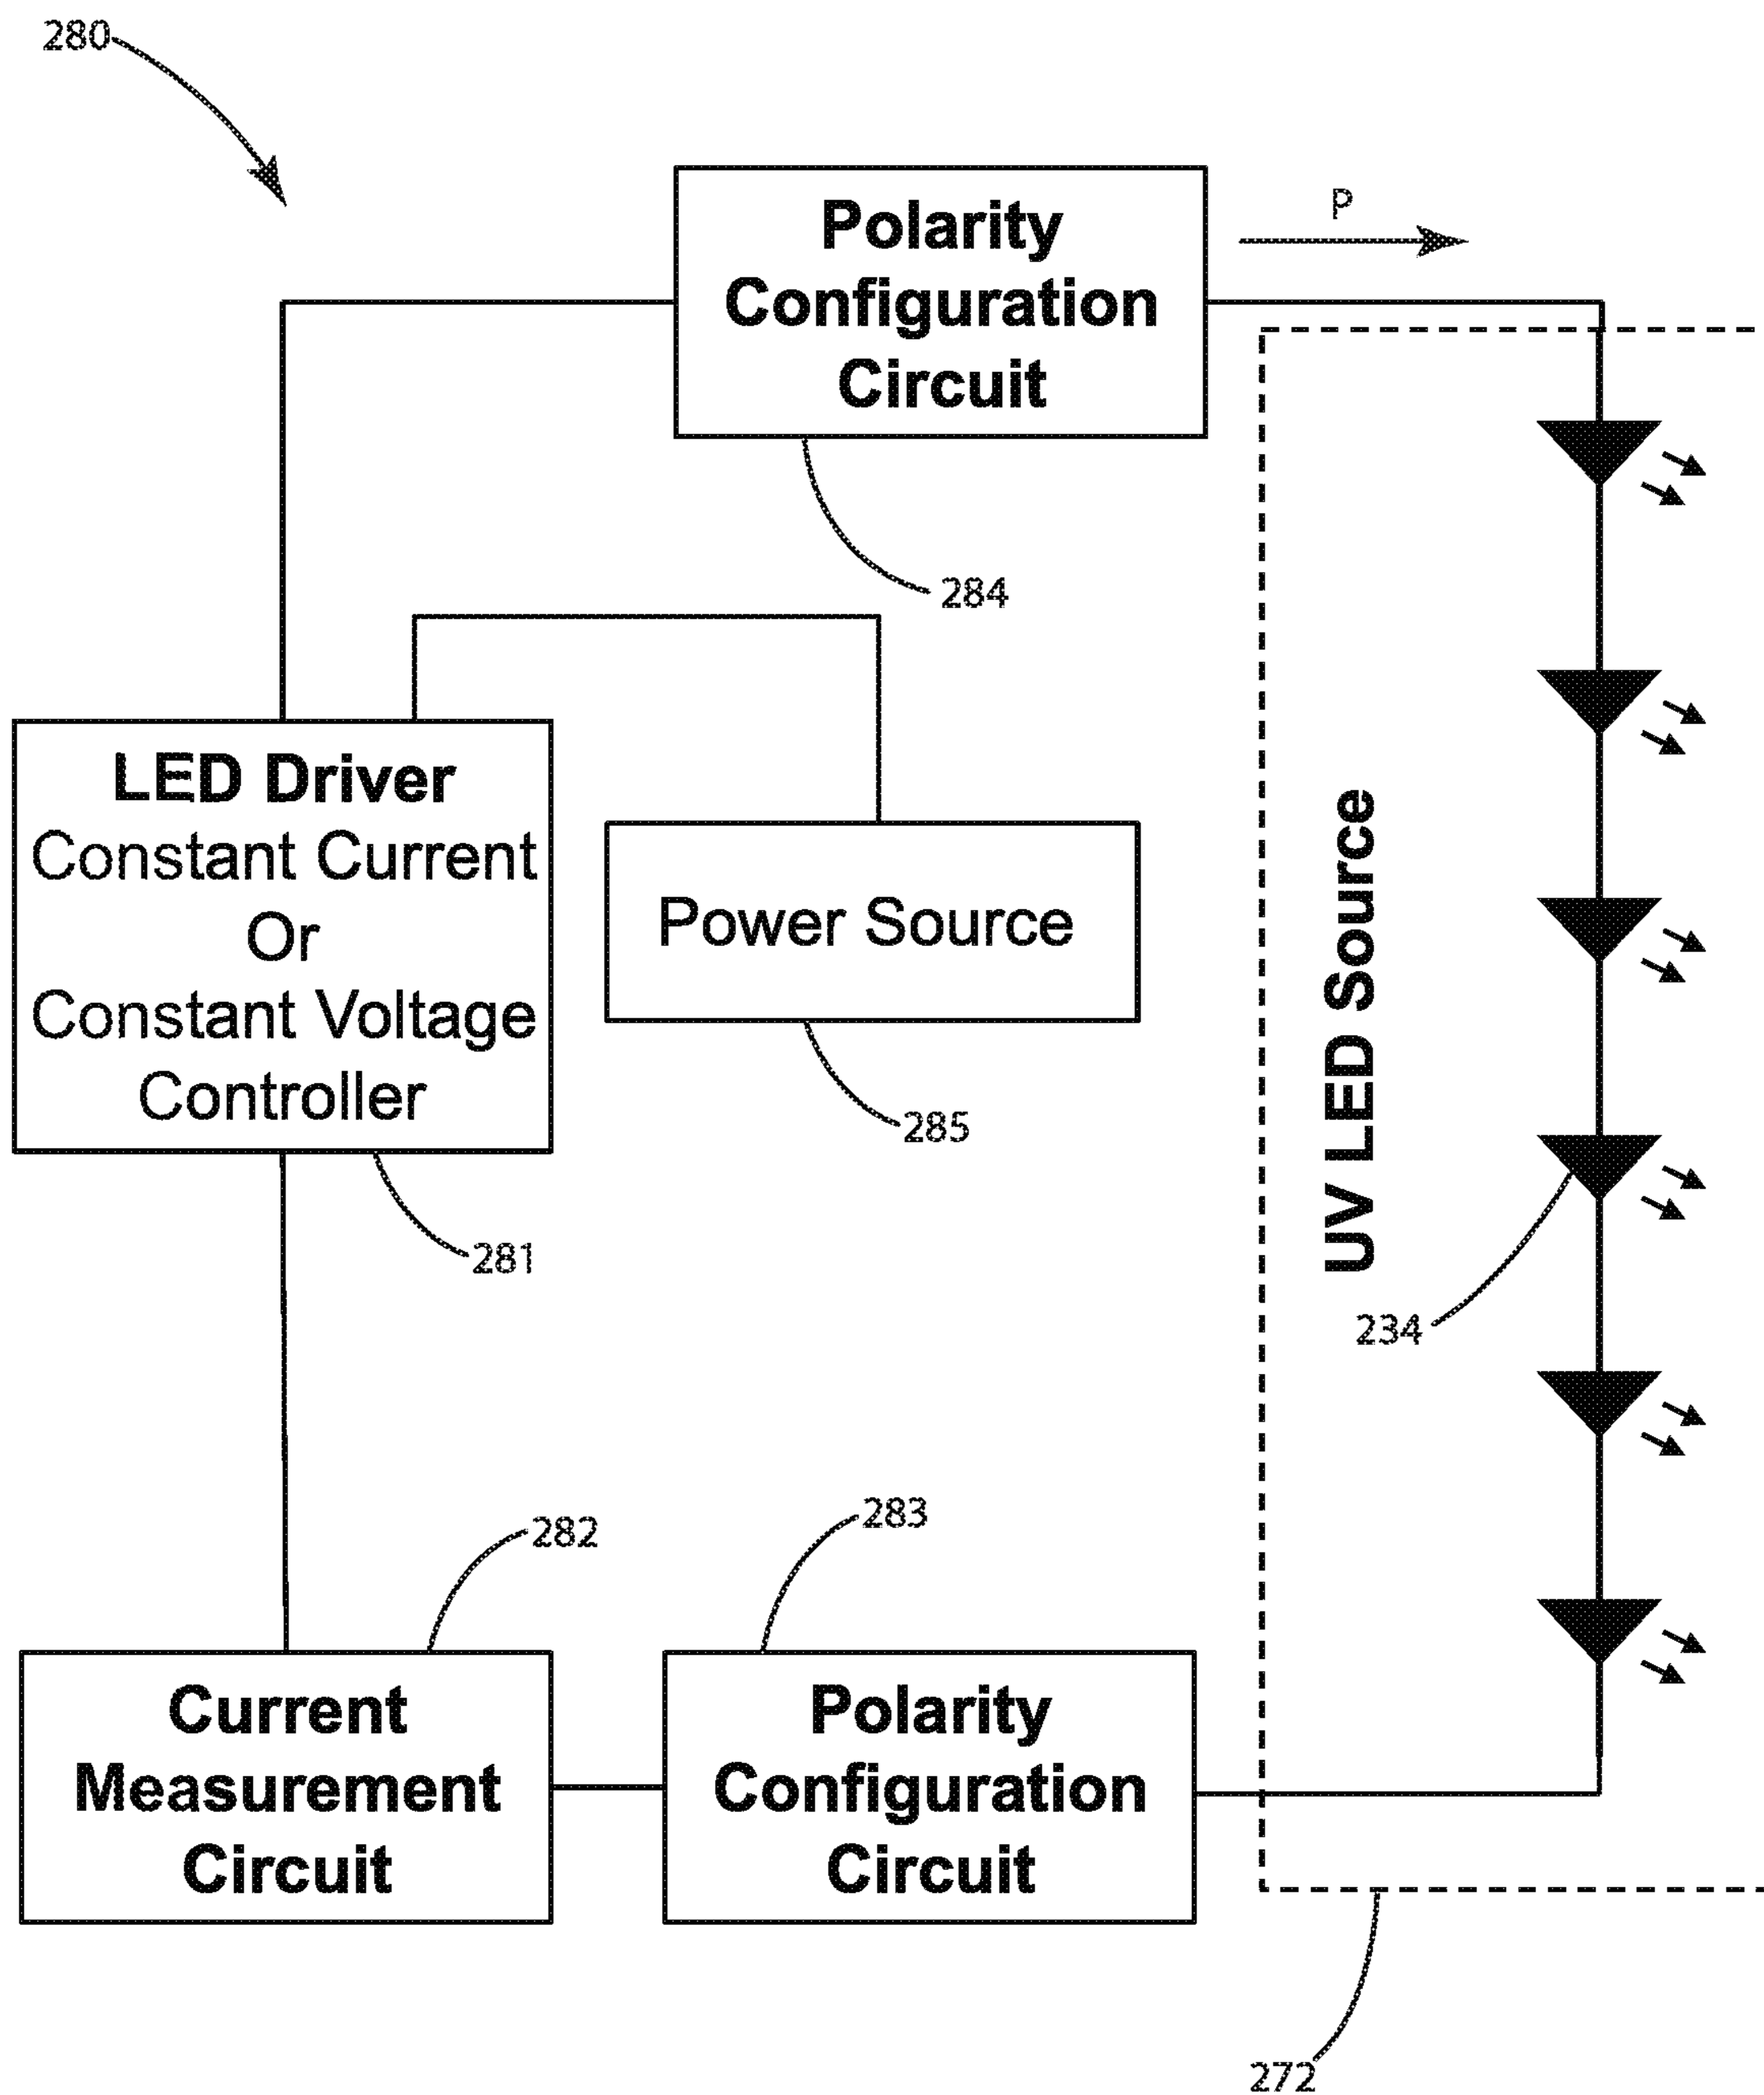 280
P
Polarity
Configuration
Circuit
284
LED Driver
Constant Current
Or
Constant Voltage
Controller
281
Power Source
285
UV LED Source
234
282
283
Current
Measurement
Circuit
Polarity
Configuration
Circuit
272